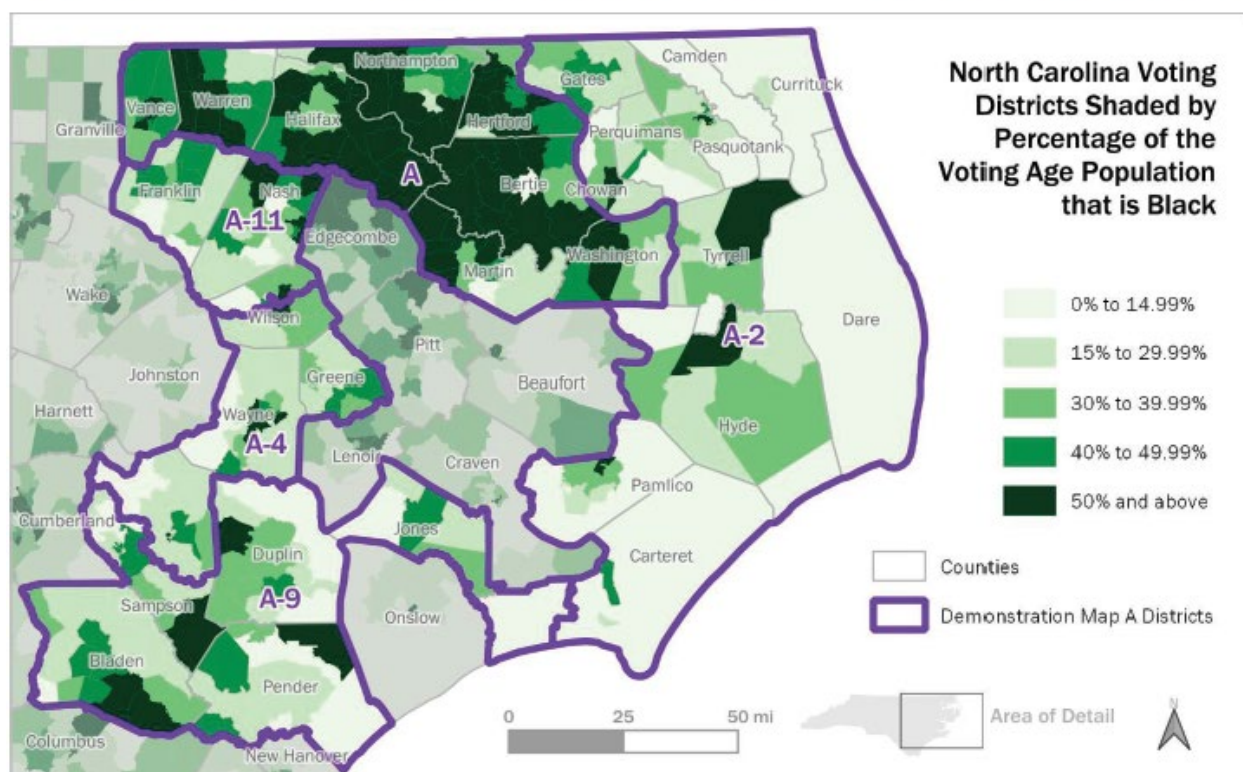 North Carolina Voting
Districts Shaded by
Percentage of the
Voting Age Population
that is Black
0% to 14.99%
15% to 29.99%
30% to 39.99%
40% to 49.99%
50% and above
Counties
Demonstration Map A Districts
Area of Detail
N
0 25 50 mi
Camden
Currituck
Northampton
Gates
Vance
Warren
Halifax
Hertford
Granville
Perquimans
Pasquotank
A
Bertie
Chowan
Franklin
Nash
A-11
Edgecombe
Washington
Tyrrell
Martin
Wake
Wilson
Dare
A-2
Pitt
Johnston
Greene
Beaufort
Harnett
Wayne
A-4
Hyde
Lenoir
Craven
Pamlico
Cumberland
Jones
Duplin
Carteret
A-9
Sampson
Onslow
Bladen
Pender
Columbus
New Hanover